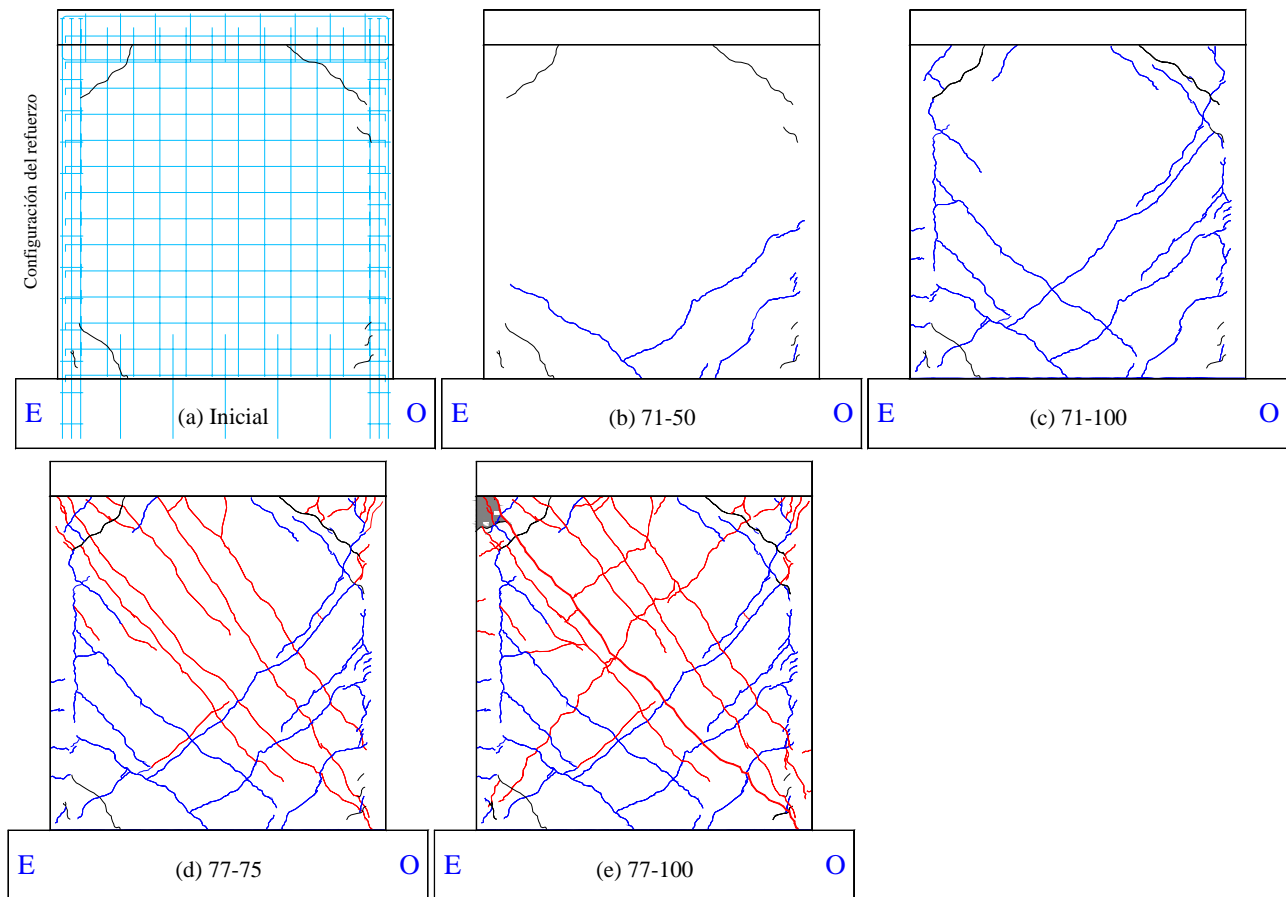 Configuración del refuerzo
E (a) Inicial O
E (b) 71-50 O
E (c) 71-100 O
E (d) 77-75 O
E (e) 77-100 O